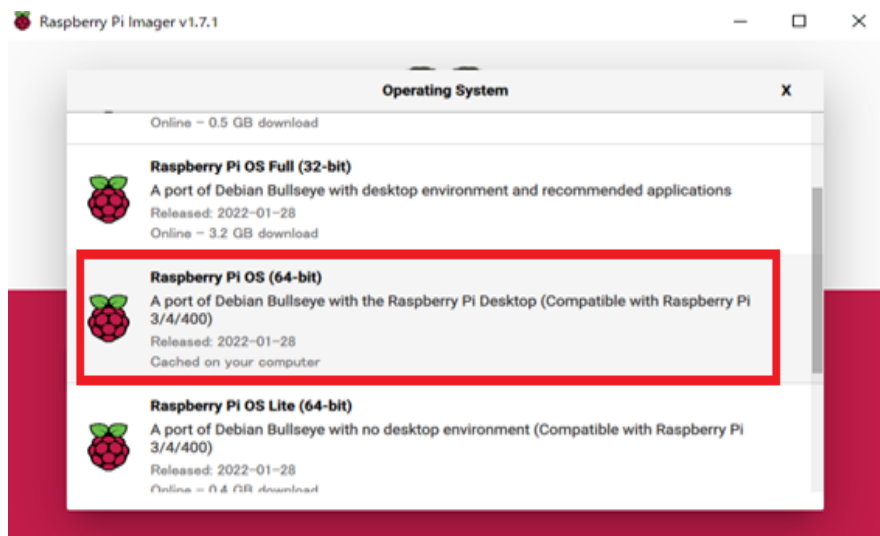 Raspberry Pi Imager v1.7.1
Operating System
X
Online – 0.5 GB download
Raspberry Pi OS Full (32-bit)
A port of Debian Bullseye with desktop environment and recommended applications
Released: 2022-01-28
Online – 3.2 GB download
Raspberry Pi OS (64-bit)
A port of Debian Bullseye with the Raspberry Pi Desktop (Compatible with Raspberry Pi
3/4/400)
Released: 2022-01-28
Cached on your computer
Raspberry Pi OS Lite (64-bit)
A port of Debian Bullseye with no desktop environment (Compatible with Raspberry Pi
3/4/400)
Released: 2022-01-28
Online – 0.4 GB download